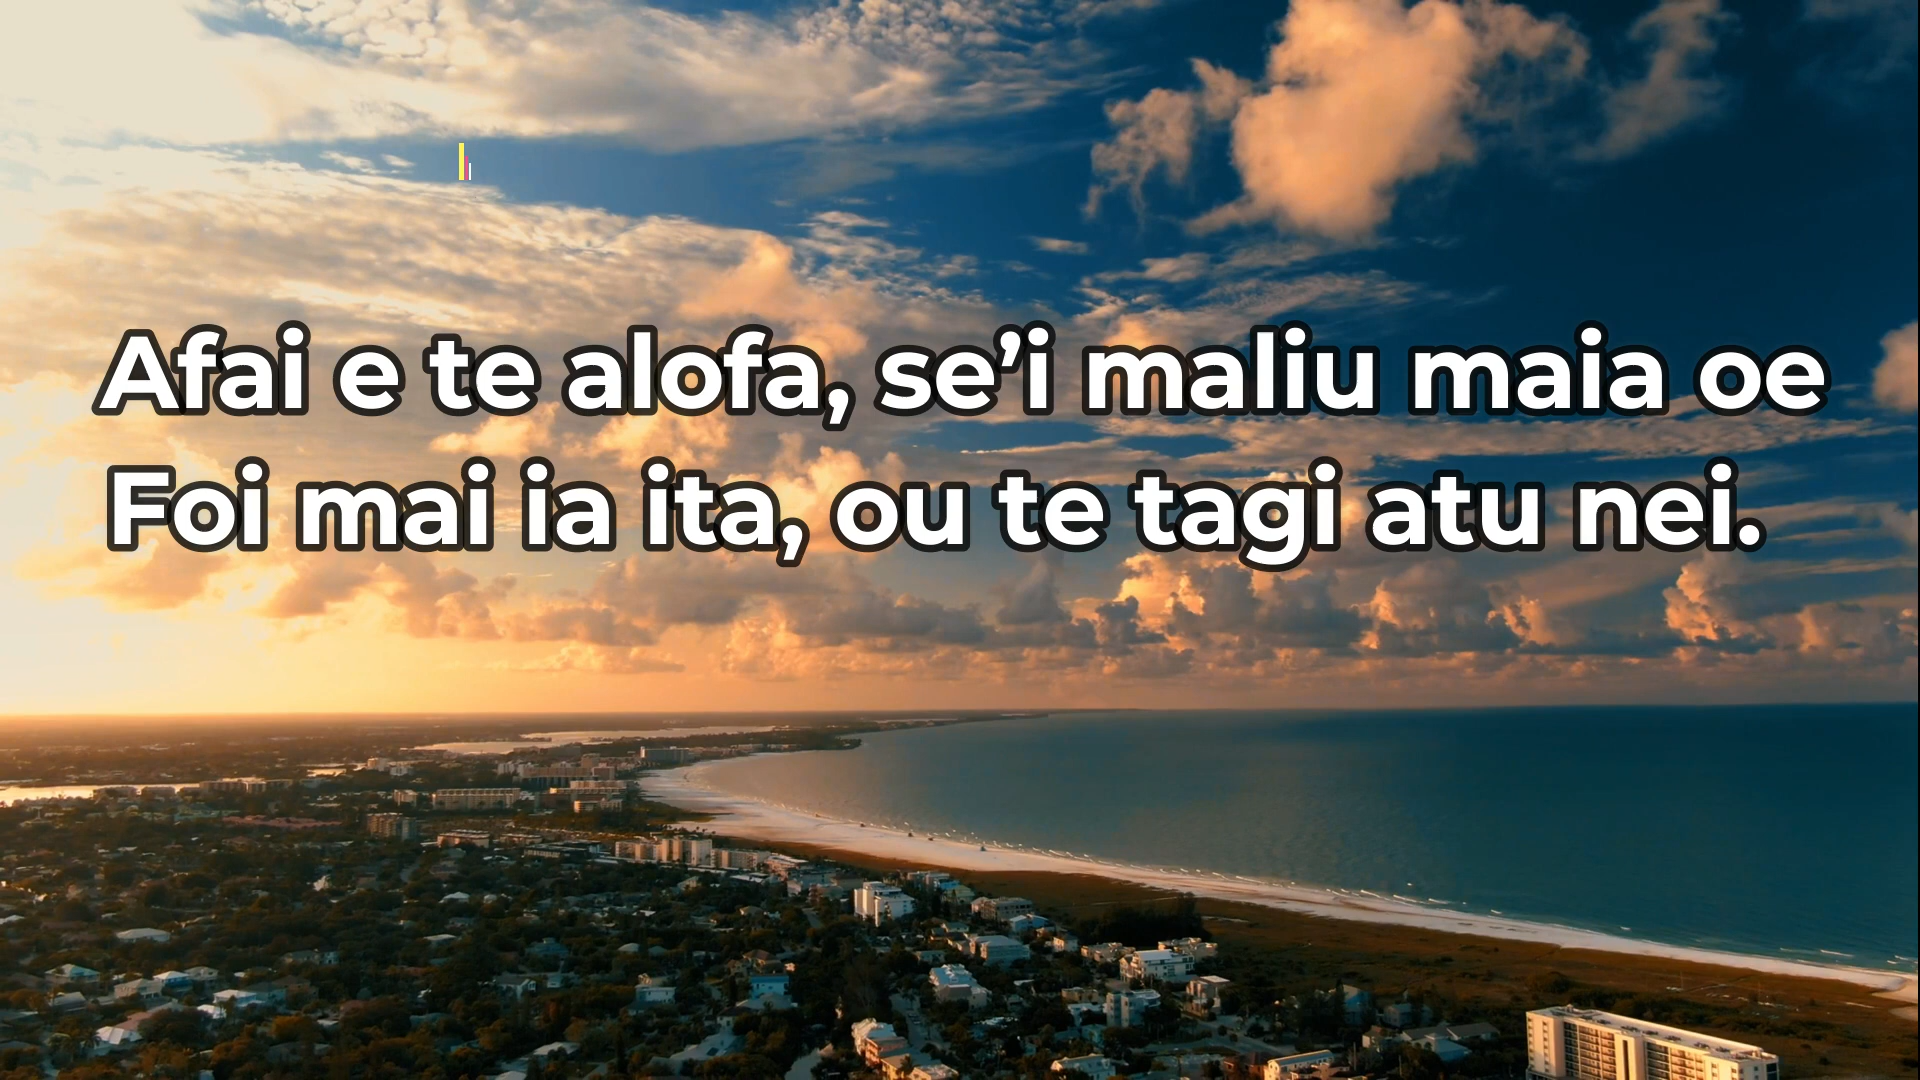 Afai e te alofa, se’i maliu maia oe
Foi mai ia ita, ou te tagi atu nei.